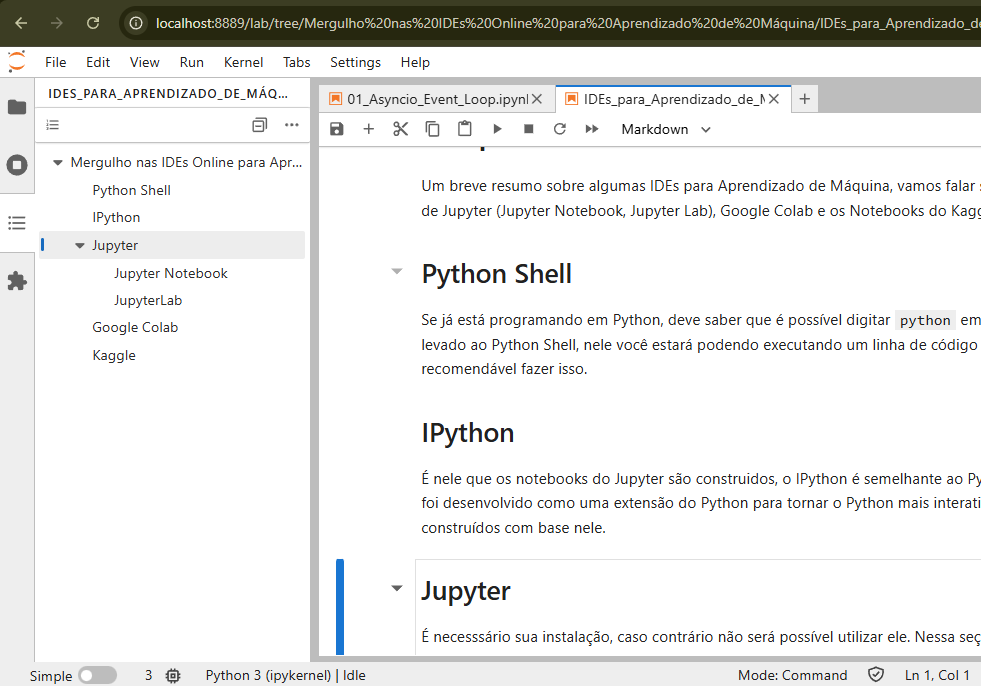 localhost:8889/lab/tree/Mergulho%20nas%20IDEs%20Online%20para%20Aprendizado%20de%20Máquina/IDEs_para_Aprendizado_de
File Edit View Run Kernel Tabs Settings Help
IDES_PARA_APRENDIZADO_DE_MÁQ...
Mergulho nas IDEs Online para Apr...
Python Shell
IPython
Jupyter
Jupyter Notebook
JupyterLab
Google Colab
Kaggle
01_Asyncio_Event_Loop.ipynl IDEs_para_Aprendizado_de_M
Markdown
Um breve resumo sobre algumas IDEs para Aprendizado de Máquina, vamos falar
de Jupyter (Jupyter Notebook, Jupyter Lab), Google Colab e os Notebooks do Kagg
Python Shell
Se já está programando em Python, deve saber que é possível digitar python em
levado ao Python Shell, nele você estará podendo executando um linha de código
recomendável fazer isso.
IPython
É nele que os notebooks do Jupyter são construidos, o IPython é semelhante ao Py
foi desenvolvido como uma extensão do Python para tornar o Python mais interati
construídos com base nele.
Jupyter
É necesssário sua instalação, caso contrário não será possível utilizar ele. Nessa seç
Simple 3 Python 3 (ipykernel) | Idle Mode: Command Ln 1, Col 1